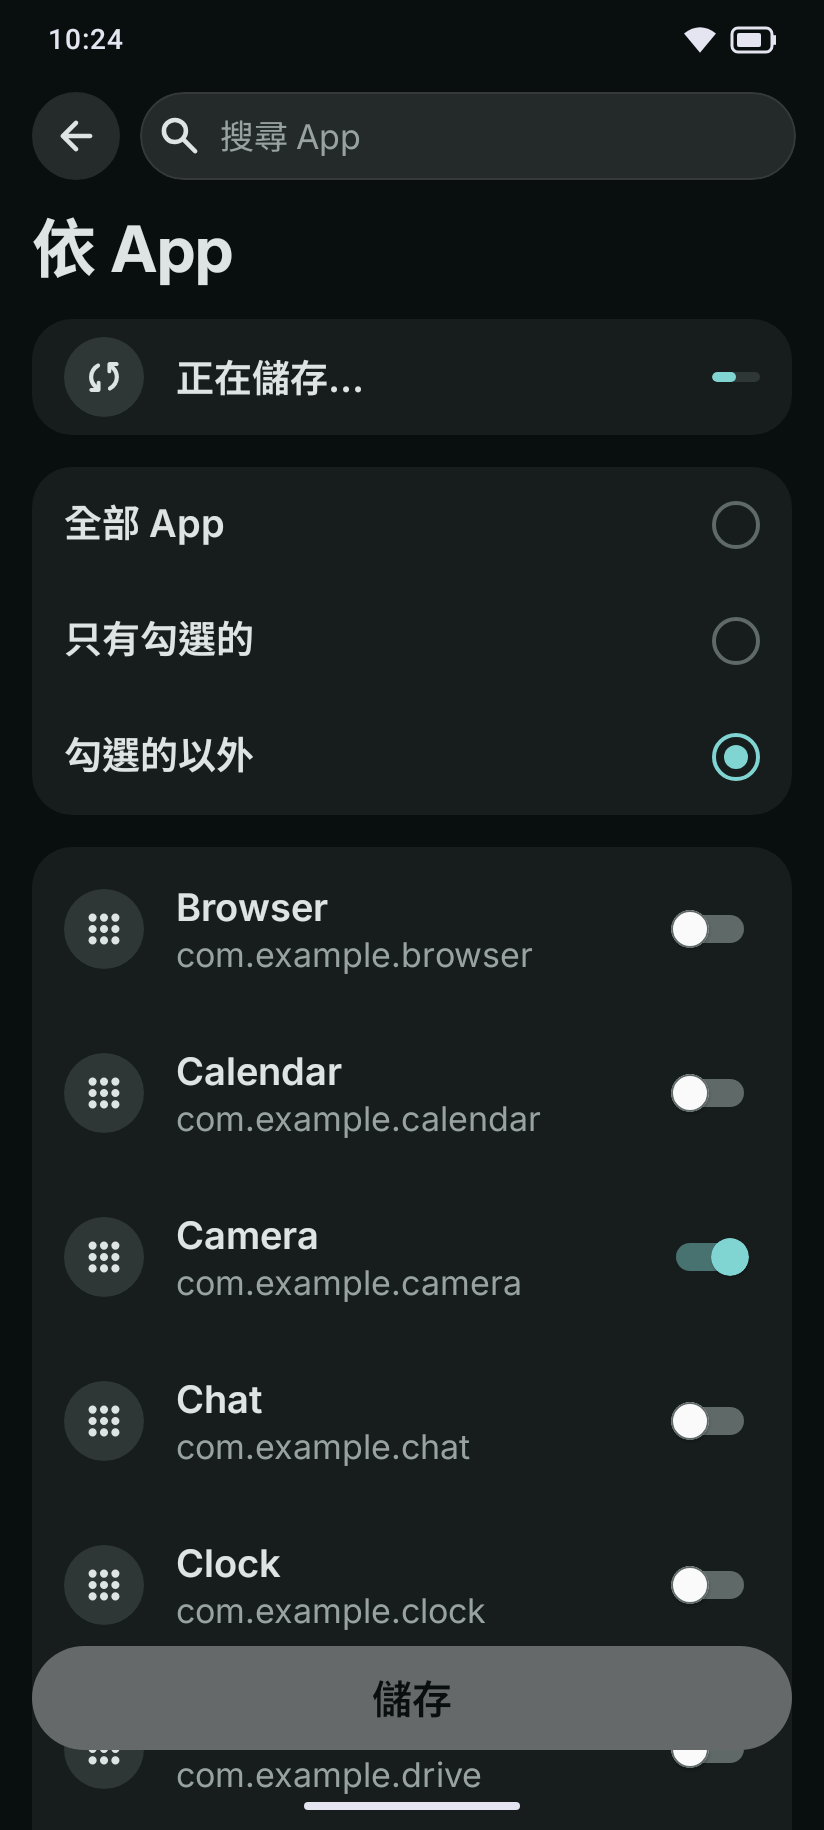 10:24
搜尋 App
依 App
正在儲存...
全部 App
只有勾選的
勾選的以外
Browser
com.example.browser
Calendar
com.example.calendar
Camera
com.example.camera
Chat
com.example.chat
Clock
com.example.clock
儲存
com.example.drive